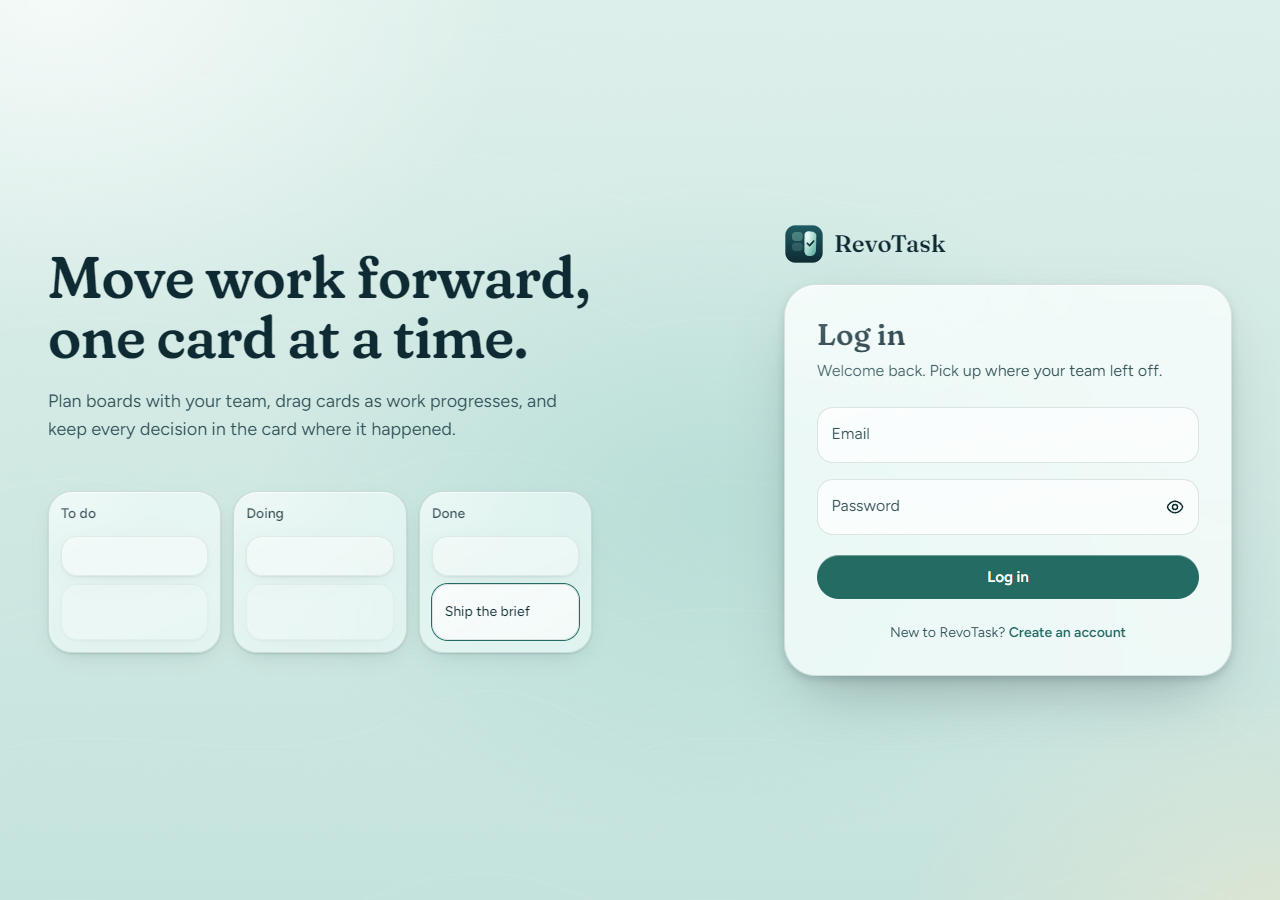 Move work forward,
one card at a time.
Plan boards with your team, drag cards as work progresses, and
keep every decision in the card where it happened.
To do
Doing
Done
Ship the brief
RevoTask
Log in
Welcome back. Pick up where your team left off.
Email
Password
Log in
New to RevoTask? Create an account